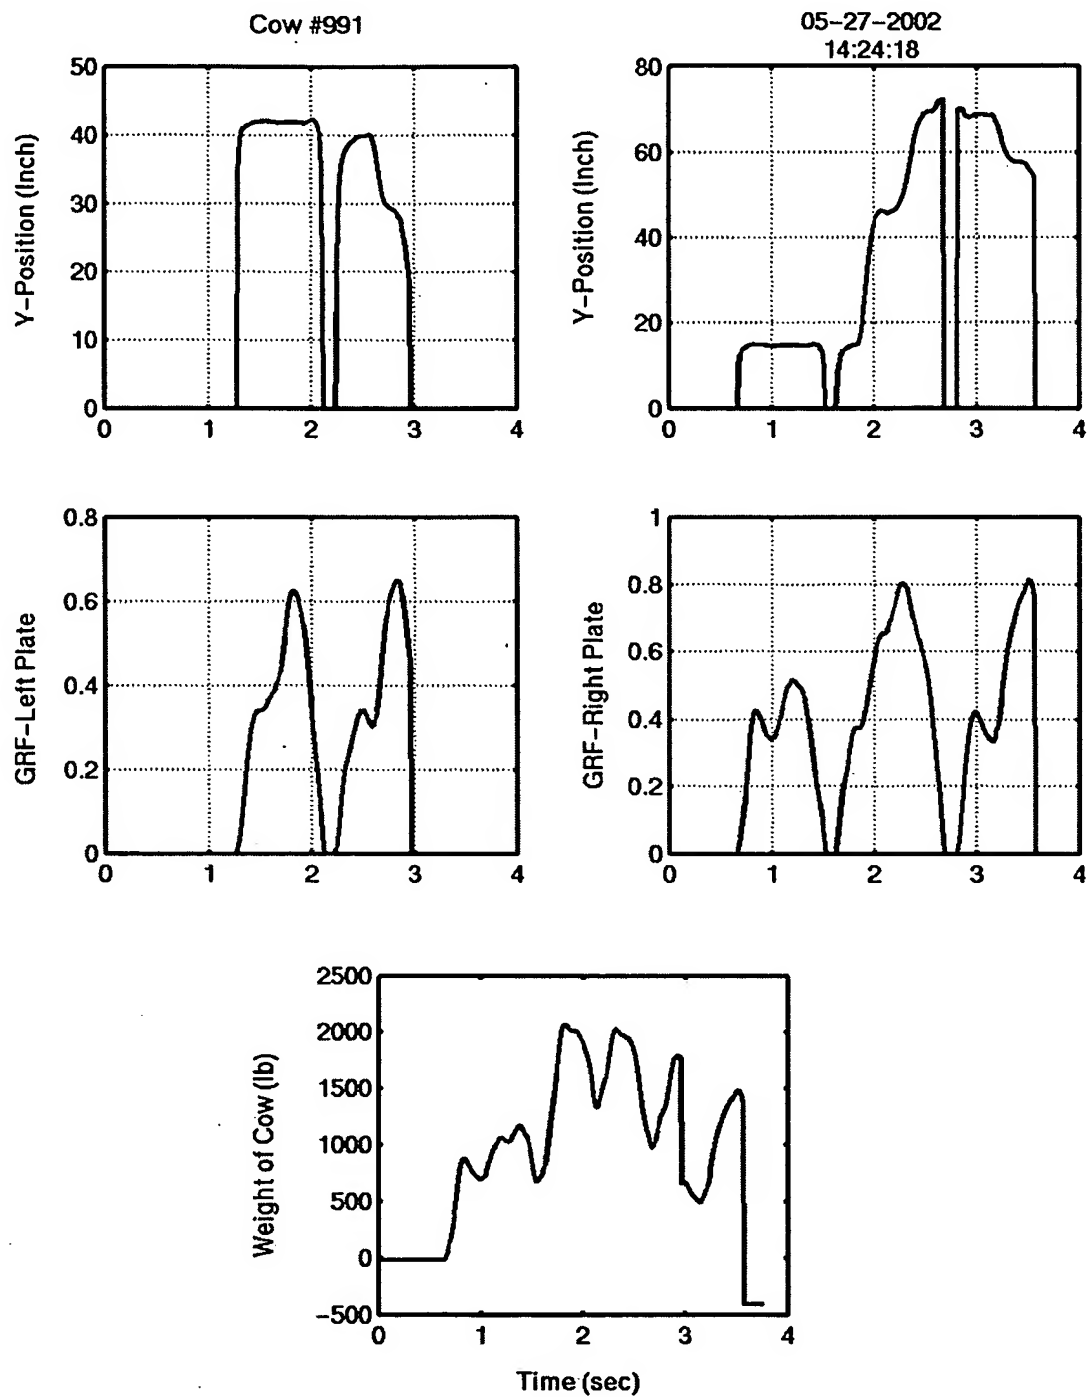 Cow #991
05-27-2002
14:24:18
Y-Position (Inch)
50
40
30
20
10
0
0 1 2 3 4
Y-Position (Inch)
80
60
40
20
0
0 1 2 3 4
GRF-Left Plate
0.8
0.6
0.4
0.2
0
0 1 2 3 4
GRF-Right Plate
1
0.8
0.6
0.4
0.2
0
0 1 2 3 4
Weight of Cow (lb)
2500
2000
1500
1000
500
0
-500
0 1 2 3 4
Time (sec)